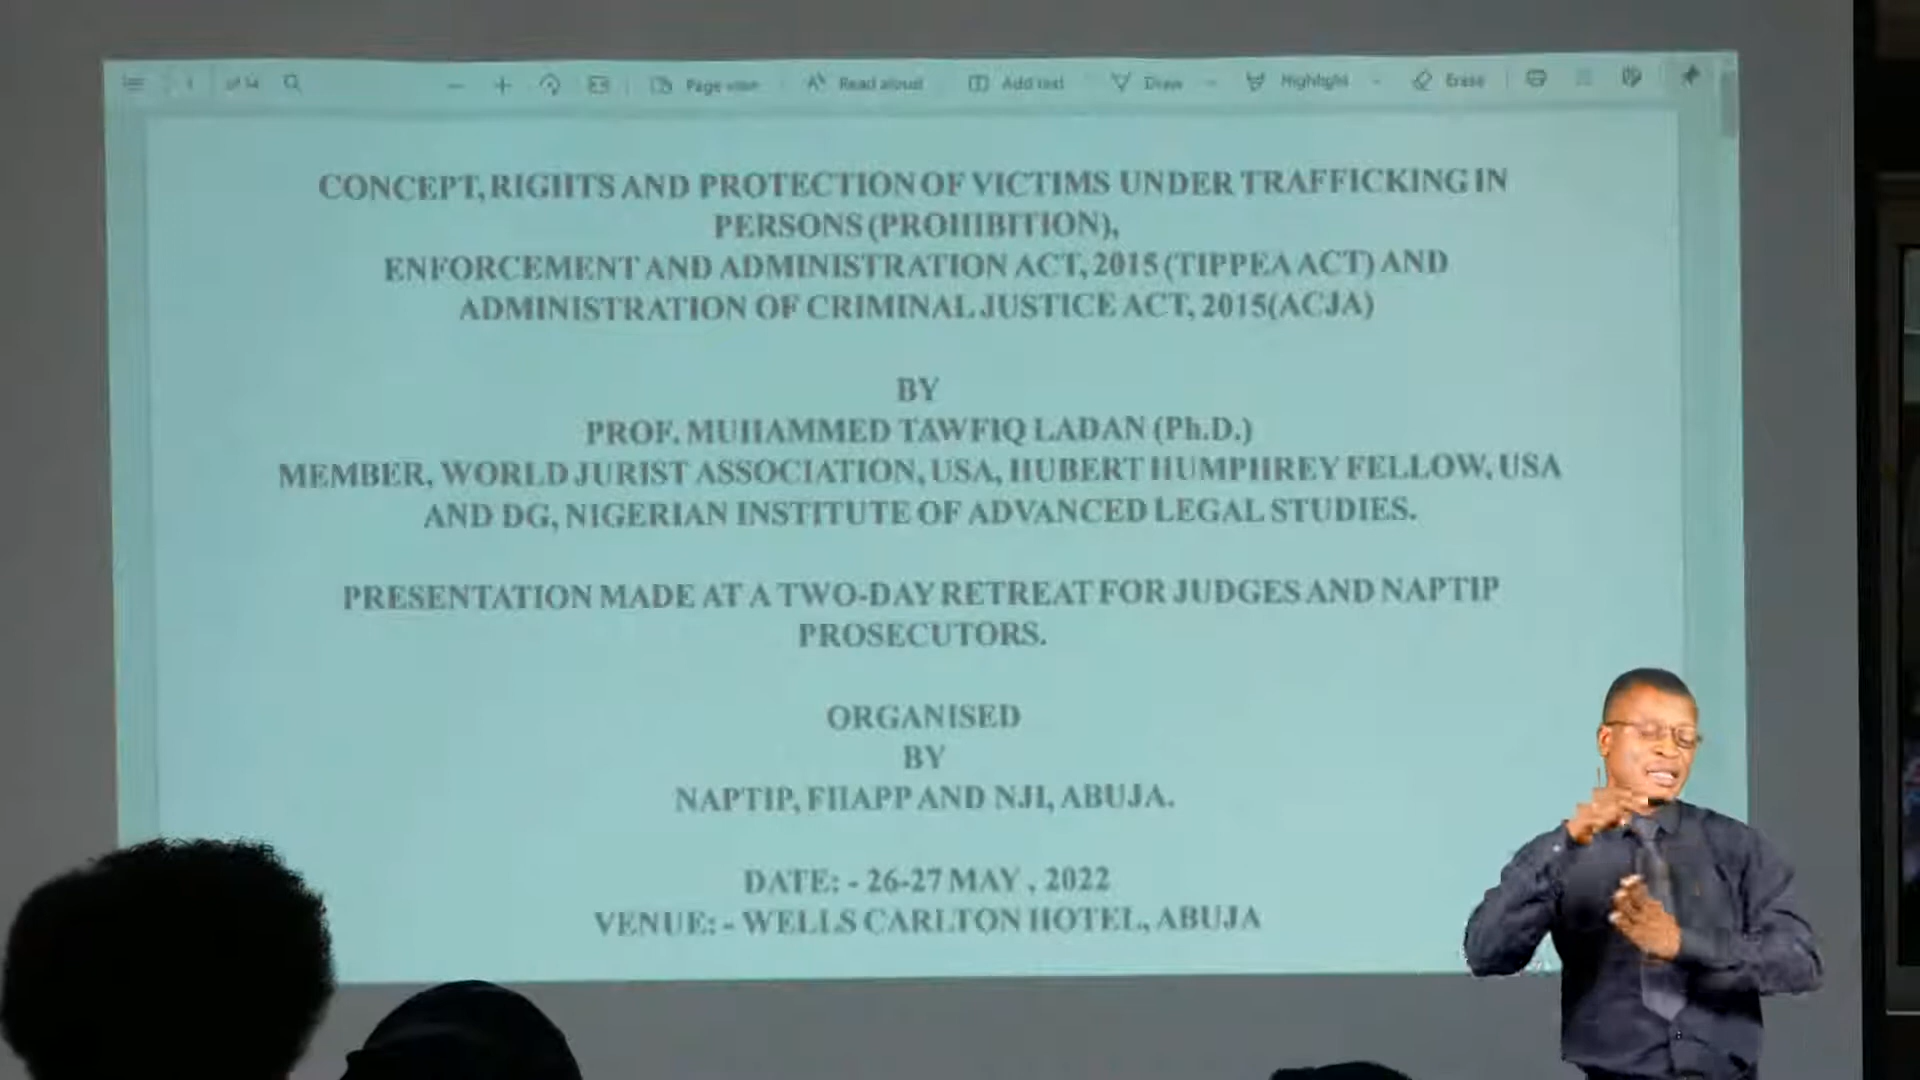 1 of 14
Page view
Read aloud
Add text
Draw
Highlight
Erase
CONCEPT, RIGHTS AND PROTECTION OF VICTIMS UNDER TRAFFICKING IN
PERSONS (PROHIBITION),
ENFORCEMENT AND ADMINISTRATION ACT, 2015 (TIPPEA ACT) AND
ADMINISTRATION OF CRIMINAL JUSTICE ACT, 2015(ACJA)
BY
PROF. MUHAMMED TAWFIQ LADAN (Ph.D.)
MEMBER, WORLD JURIST ASSOCIATION, USA, HUBERT HUMPHREY FELLOW, USA
AND DG, NIGERIAN INSTITUTE OF ADVANCED LEGAL STUDIES.
PRESENTATION MADE AT A TWO-DAY RETREAT FOR JUDGES AND NAPTIP
PROSECUTORS.
ORGANISED
BY
NAPTIP, FIIAPP AND NJI, ABUJA.
DATE: - 26-27 MAY , 2022
VENUE: - WELLS CARLTON HOTEL, ABUJA